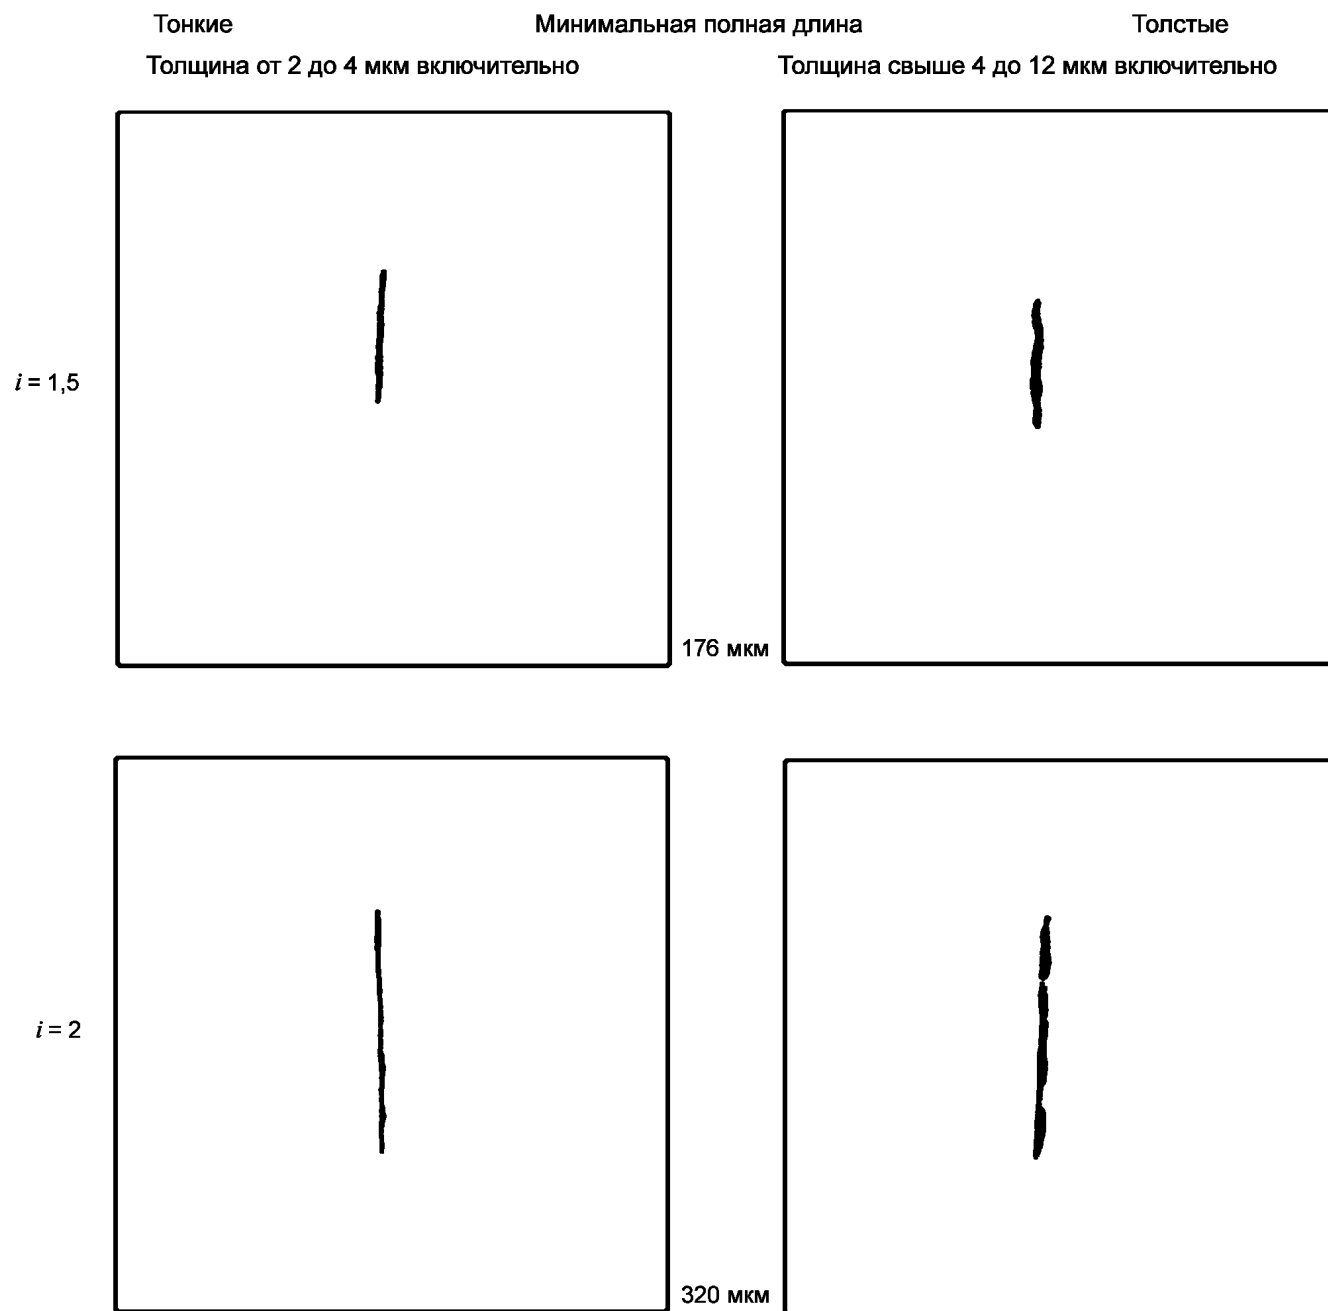 Тонкие Минимальная полная длина Толстые
Толщина от 2 до 4 мкм включительно Толщина свыше 4 до 12 мкм включительно
i = 1,5
176 мкм
i = 2
320 мкм